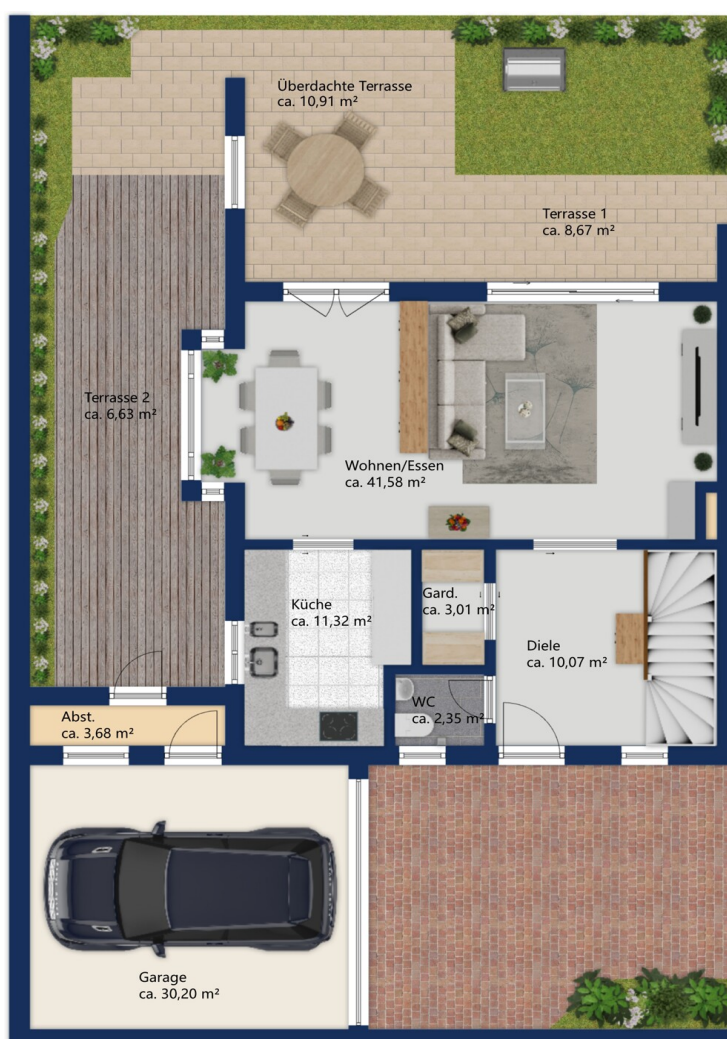 Überdachte Terrasse
ca. 10,91 m²
Terrasse 1
ca. 8,67 m²
Terrasse 2
ca. 6,63 m²
Wohnen/Essen
ca. 41,58 m²
Küche
ca. 11,32 m²
Gard.
ca. 3,01 m²
Diele
ca. 10,07 m²
WC
ca. 2,35 m²
Abst.
ca. 3,68 m²
Garage
ca. 30,20 m²